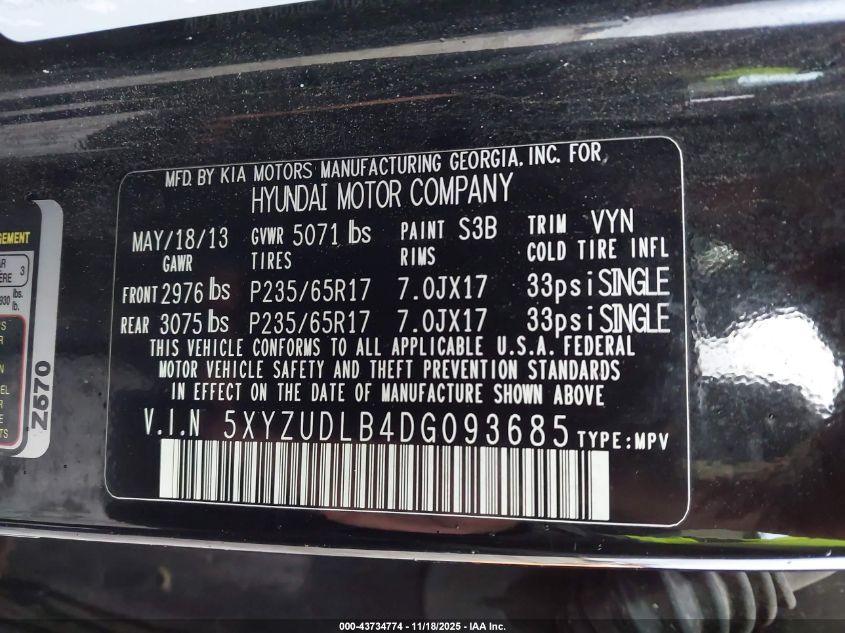 MFD. BY KIA MOTORS MANUFACTURING GEORGIA, INC. FOR
HYUNDAI MOTOR COMPANY
MAY/18/13 GVWR 5071 lbs PAINT S3B TRIM VYN
GAWR TIRES RIMS COLD TIRE INFL
FRONT 2976 lbs P235/65R17 7.0JX17 33psi SINGLE
REAR 3075 lbs P235/65R17 7.0JX17 33psi SINGLE
THIS VEHICLE CONFORMS TO ALL APPLICABLE U.S.A. FEDERAL
MOTOR VEHICLE SAFETY AND THEFT PREVENTION STANDARDS
IN EFFECT ON THE DATE OF MANUFACTURE SHOWN ABOVE
V.I.N 5XYZUDLB4DG093685 TYPE:MPV
3
lbs.
lb.
Z570
000-43734774 - 11/18/2025 - IAA Inc.